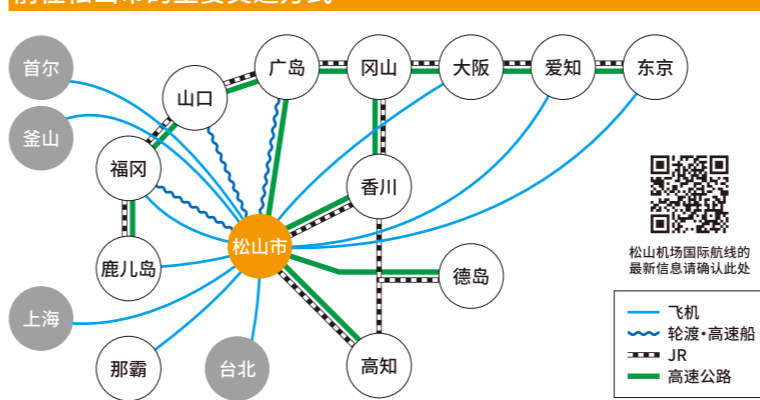 首尔
釜山
福冈
山口
广岛
冈山
大阪
爱知
东京
香川
松山市
鹿儿岛
德岛
上海
那霸
台北
高知
松山机场国际航线的
最新信息请确认此处
飞机
轮渡·高速船
JR
高速公路